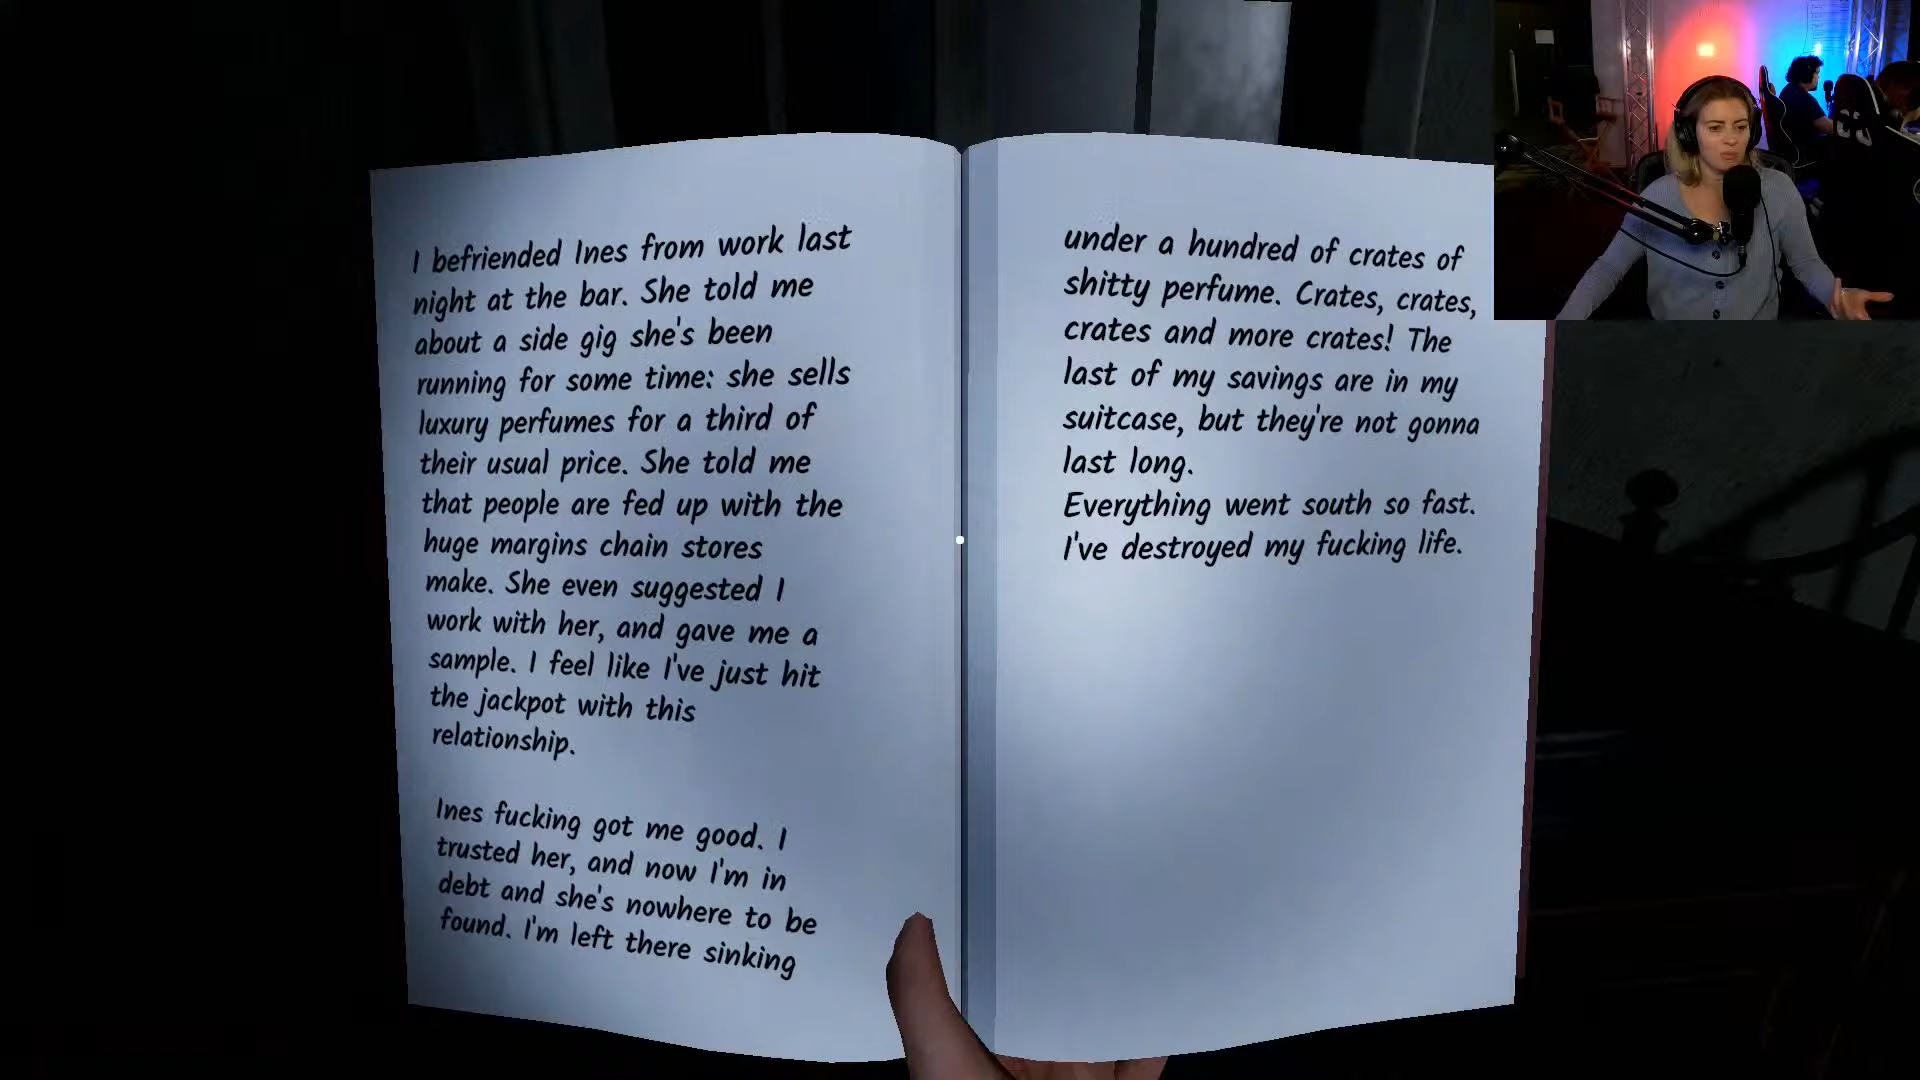 I befriended Ines from work last
night at the bar. She told me
about a side gig she's been
running for some time: she sells
luxury perfumes for a third of
their usual price. She told me
that people are fed up with the
huge margins chain stores
make. She even suggested I
work with her, and gave me a
sample. I feel like I've just hit
the jackpot with this
relationship.
Ines fucking got me good. I
trusted her, and now I'm in
debt and she's nowhere to be
found. I'm left there sinking
under a hundred of crates of
shitty perfume. Crates, crates,
crates and more crates! The
last of my savings are in my
suitcase, but they're not gonna
last long.
Everything went south so fast.
I've destroyed my fucking life.